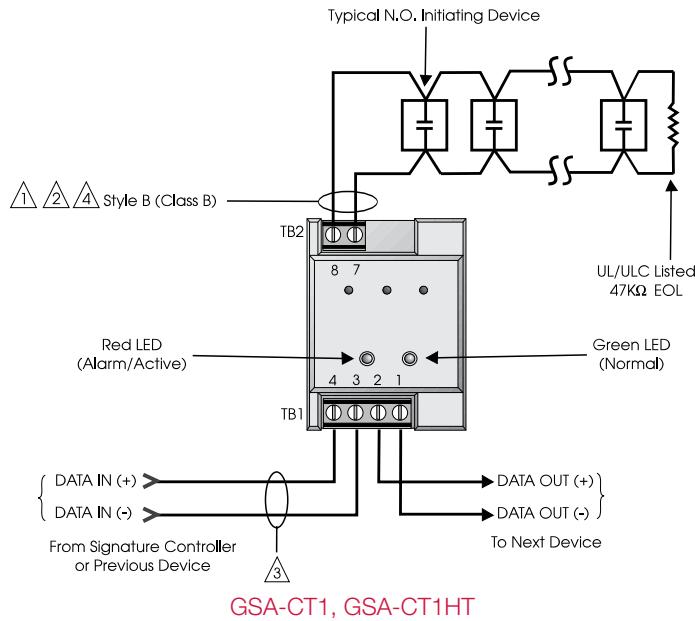 Typical N.O. Initiating Device
1 2 4 Style B (Class B)
TB2
8 7
UL/ULC Listed
47KΩ EOL
Red LED
(Alarm/Active)
Green LED
(Normal)
4 3 2 1
TB1
DATA IN (+)
DATA OUT (+)
DATA IN (-)
DATA OUT (-)
From Signature Controller
or Previous Device
To Next Device
3
GSA-CT1, GSA-CT1HT